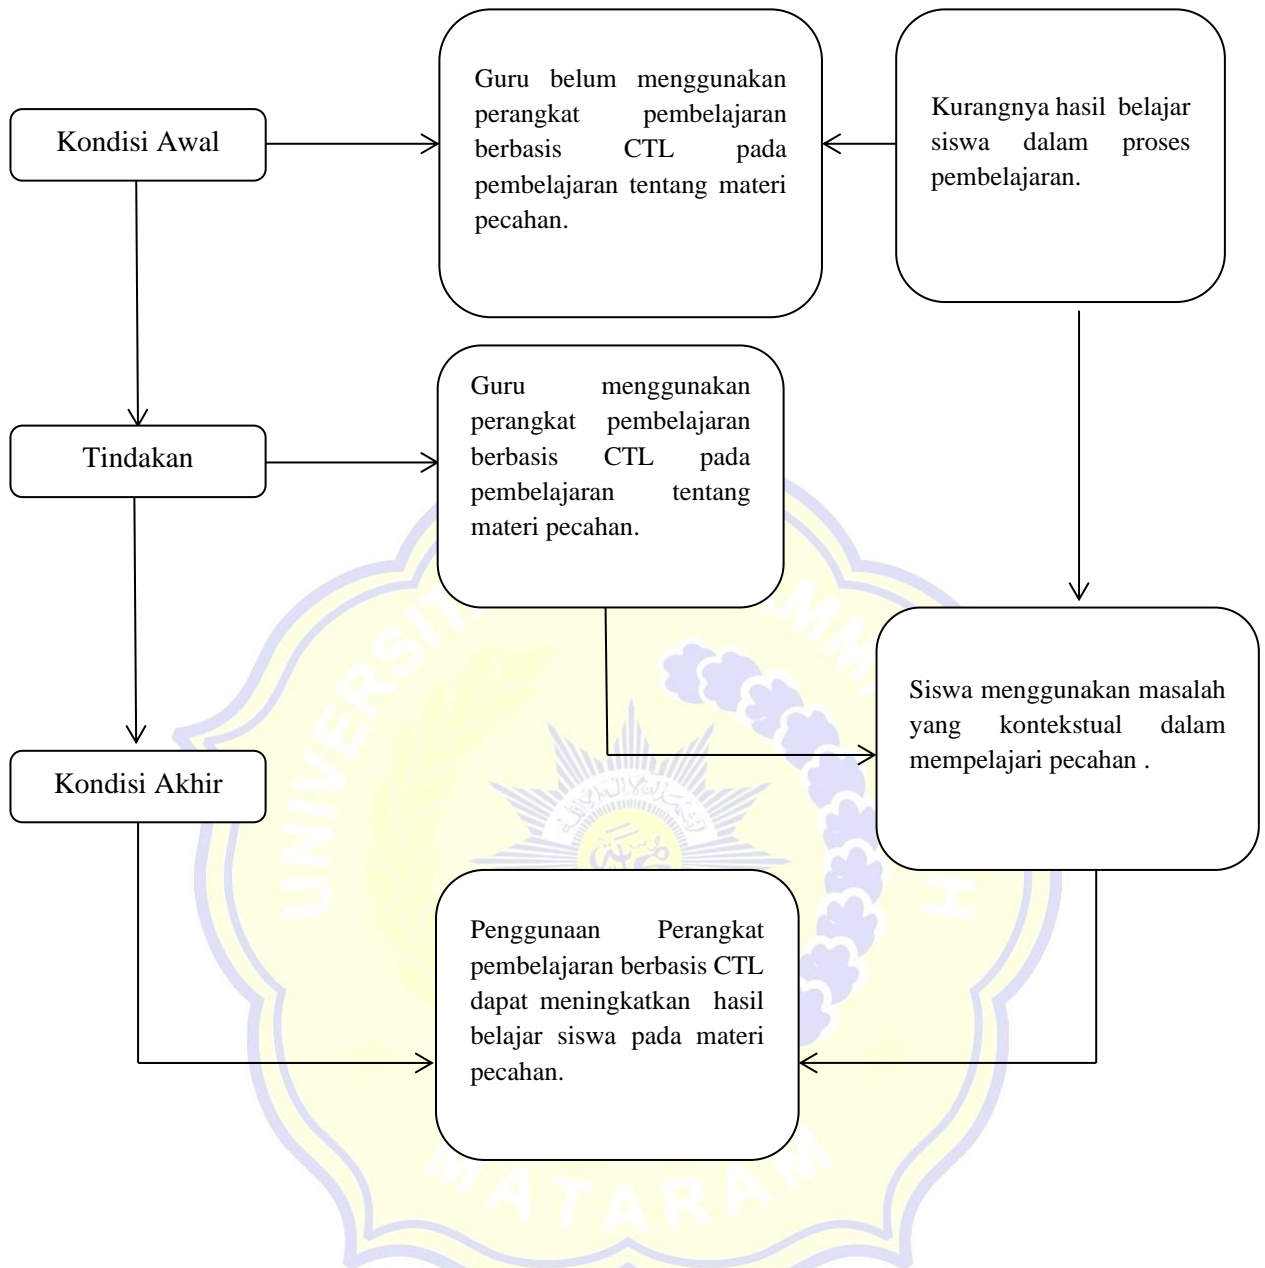 Kondisi Awal
Guru belum menggunakan
perangkat pembelajaran
berbasis CTL pada
pembelajaran tentang materi
pecahan.
Kurangnya hasil belajar
siswa dalam proses
pembelajaran.
Tindakan
Guru menggunakan
perangkat pembelajaran
berbasis CTL pada
pembelajaran tentang
materi pecahan.
Siswa menggunakan masalah
yang kontekstual dalam
mempelajari pecahan .
Kondisi Akhir
Penggunaan Perangkat
pembelajaran berbasis CTL
dapat meningkatkan hasil
belajar siswa pada materi
pecahan.
MATARAM